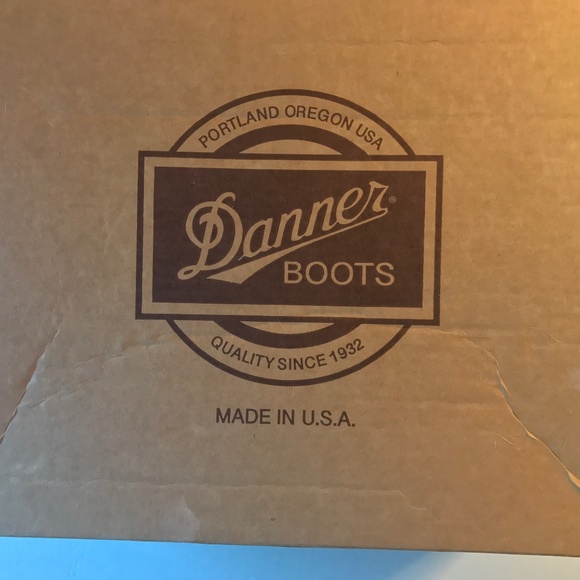 PORTLAND OREGON USA
Danner®
BOOTS
QUALITY SINCE 1932
MADE IN U.S.A.